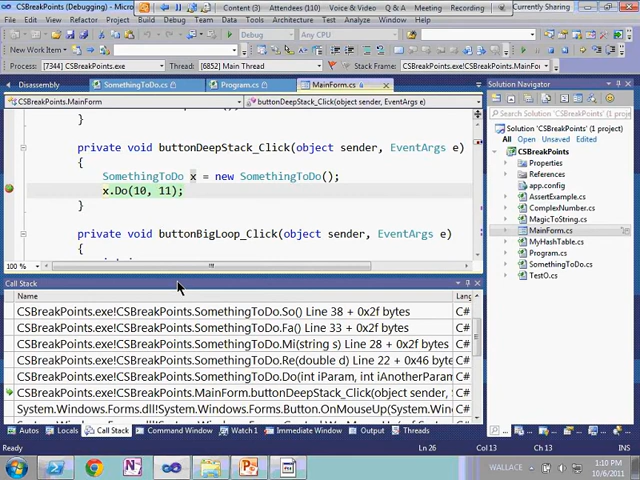 CSBreakPoints (Debugging) - Microsoft
Content (3) Attendees (110) Voice & Video Q & A Meeting Currently Sharing
File Edit View Refactor Project Build Debug Team Data Tools Architecture Test Analyze Window Help
Debug Any CPU
New Work Item
Process: [7344] CSBreakPoints.exe Thread: [6852] Main Thread Stack Frame: CSBreakPoints.exe!CSBreakPoints.MainForm.
Disassembly SomethingToDo.cs Program.cs MainForm.cs
CSBreakPoints.MainForm buttonDeepStack_Click(object sender, EventArgs e)
}
private void buttonDeepStack_Click(object sender, EventArgs e)
{
SomethingToDo x = new SomethingToDo();
x.Do(10, 11);
}
private void buttonBigLoop_Click(object sender, EventArgs e)
{
100 %
Call Stack
Name Lang
CSBreakPoints.exe!CSBreakPoints.SomethingToDo.So() Line 38 + 0x2f bytes C#
CSBreakPoints.exe!CSBreakPoints.SomethingToDo.Fa() Line 33 + 0x2f bytes C#
CSBreakPoints.exe!CSBreakPoints.SomethingToDo.Mi(string s) Line 28 + 0x2f bytes C#
CSBreakPoints.exe!CSBreakPoints.SomethingToDo.Re(double d) Line 22 + 0x46 bytes C#
CSBreakPoints.exe!CSBreakPoints.SomethingToDo.Do(int iParam, int iAnotherParam C#
CSBreakPoints.exe!CSBreakPoints.MainForm.buttonDeepStack_Click(object sender, C#
System.Windows.Forms.dll!System.Windows.Forms.Button.OnMouseUp(System.Wind
Autos Locals Call Stack Command Window Watch 1 Immediate Window Output Threads
Solution Navigator
Search Solution
Solution 'CSBreakPoints' (1 project)
All Open Unsaved Edited
CSBreakPoints
Properties
References
app.config
AssertExample.cs
ComplexNumber.cs
MagicToString.cs
MainForm.cs
MyHashTable.cs
Program.cs
SomethingToDo.cs
TestO.cs
Ready Ln 26 Col 13 Ch 13
WALLACE 1:10 PM
10/6/2011